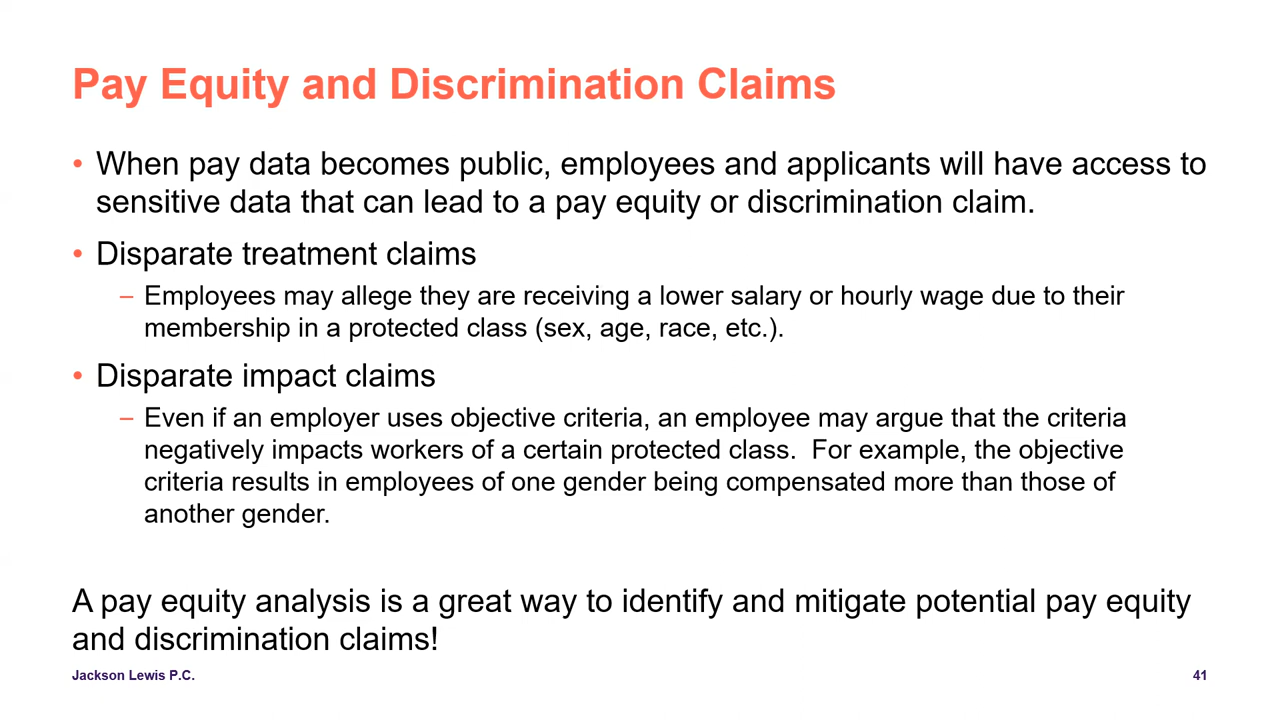 Pay Equity and Discrimination Claims
• When pay data becomes public, employees and applicants will have access to
sensitive data that can lead to a pay equity or discrimination claim.
• Disparate treatment claims
– Employees may allege they are receiving a lower salary or hourly wage due to their
membership in a protected class (sex, age, race, etc.).
• Disparate impact claims
– Even if an employer uses objective criteria, an employee may argue that the criteria
negatively impacts workers of a certain protected class.  For example, the objective
criteria results in employees of one gender being compensated more than those of
another gender.
A pay equity analysis is a great way to identify and mitigate potential pay equity
and discrimination claims!
Jackson Lewis P.C. 41